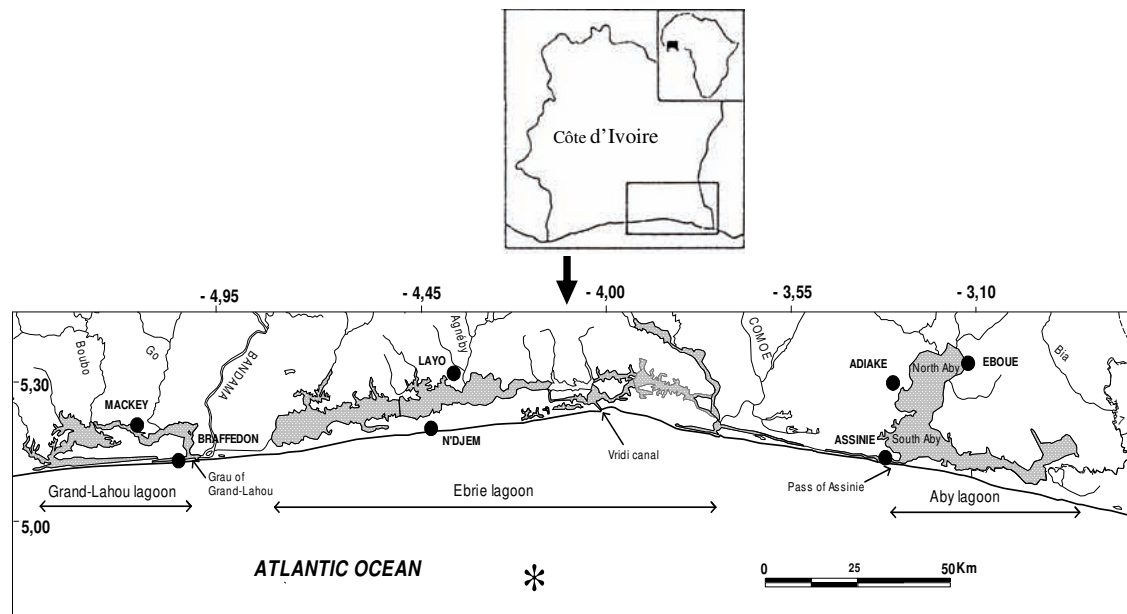 Côte d'Ivoire
- 4,95
- 4,45
- 4,00
- 3,55
- 3,10
5,30
5,00
Boubo
Go
BANDAMA
Agnéby
COMOE
Bia
LAYO
ADIAKE
North Aby
EBOUE
MACKEY
BRAFFEDON
N'DJEM
ASSINIE
South Aby
Grau of
Grand-Lahou
Vridi canal
Pass of Assinie
Grand-Lahou lagoon
Ebrie lagoon
Aby lagoon
ATLANTIC OCEAN
0 25 50 Km